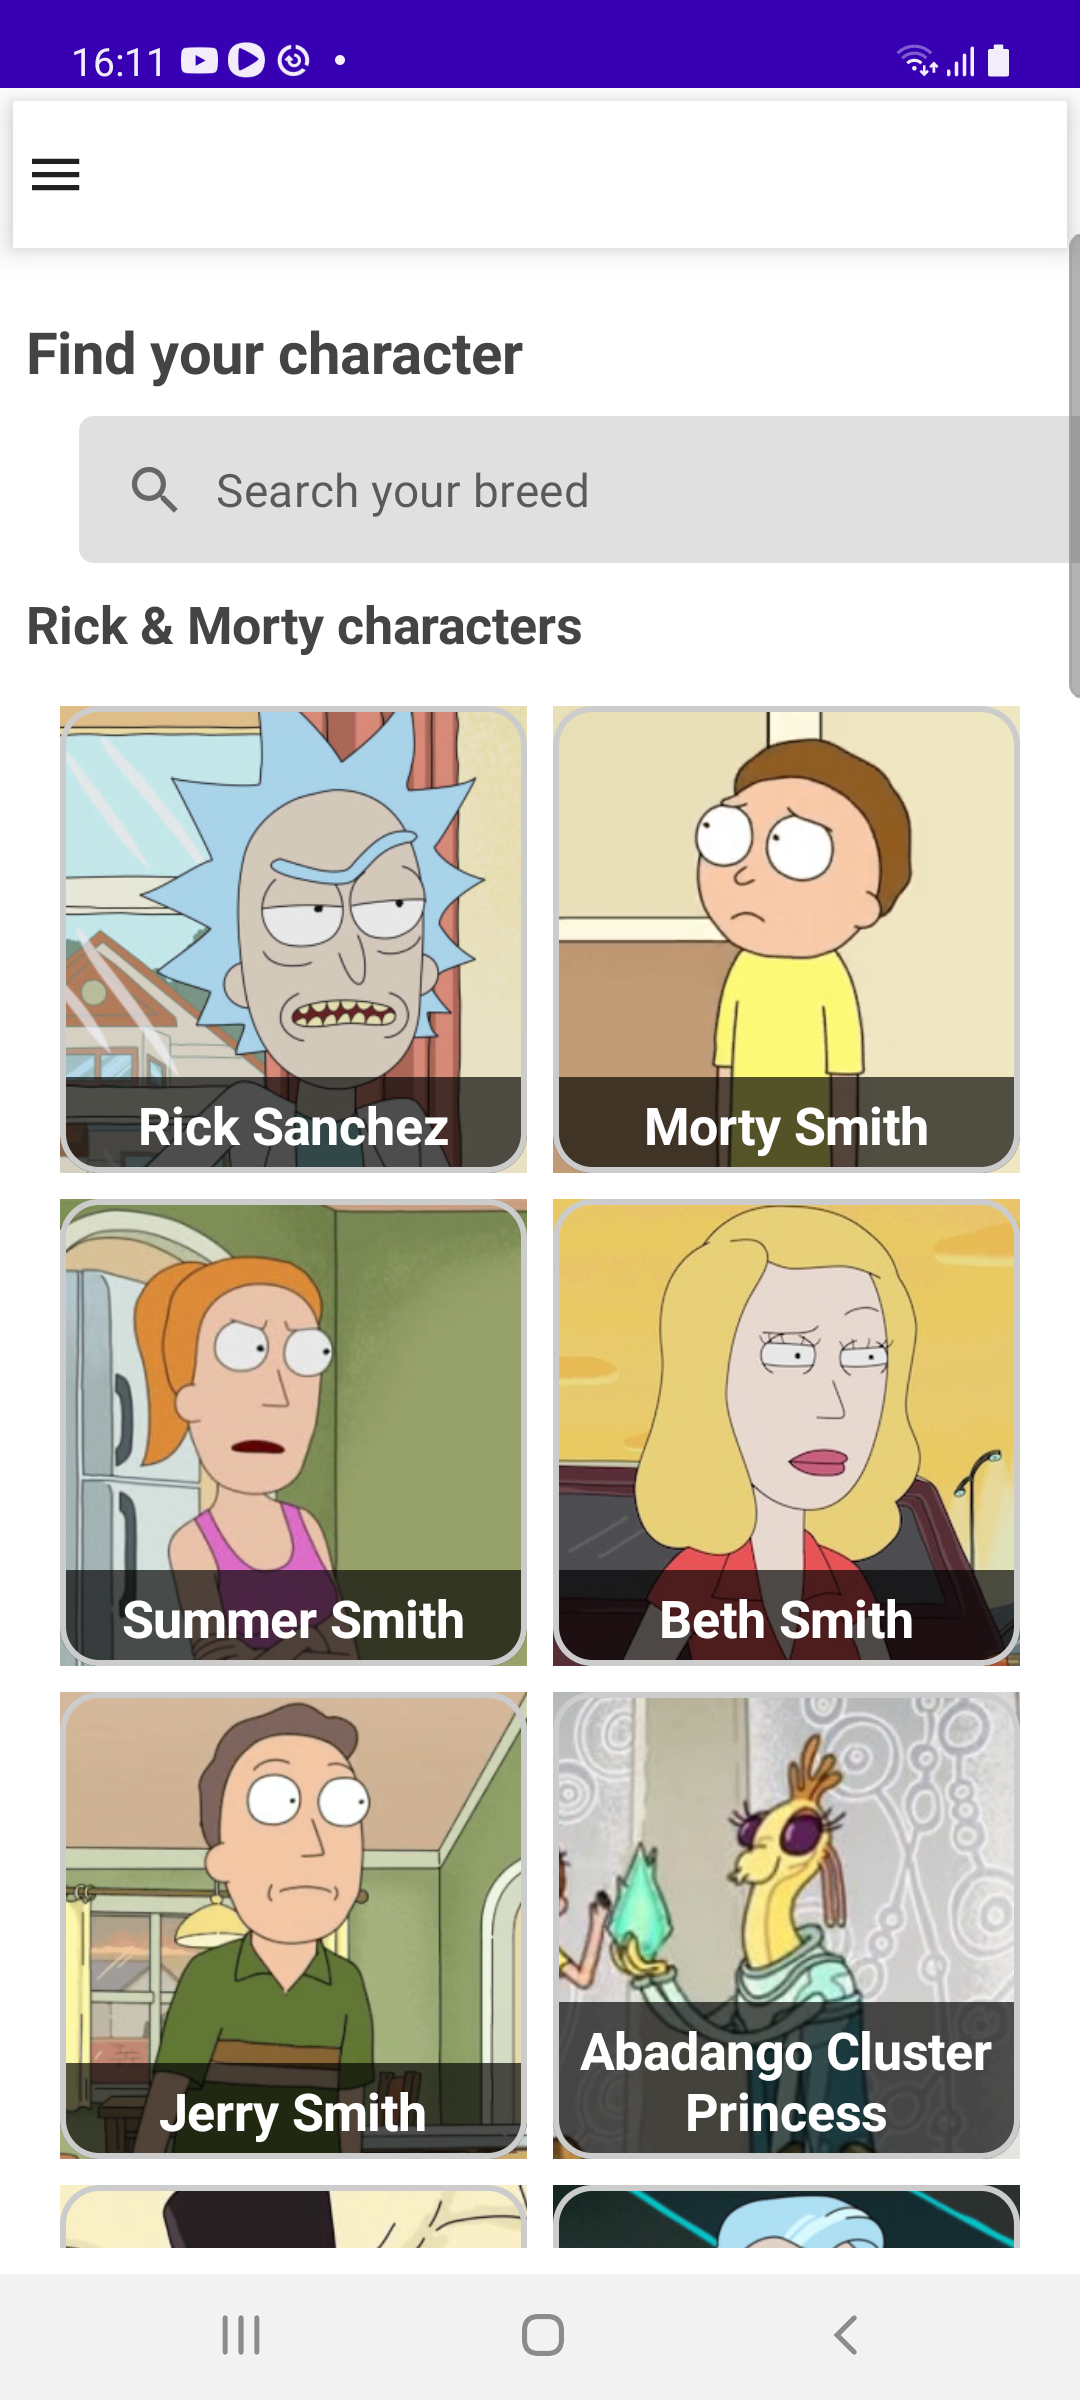 16:11
Find your character
Search your breed
Rick & Morty characters
Rick Sanchez
Morty Smith
Summer Smith
Beth Smith
Jerry Smith
Abadango Cluster
Princess